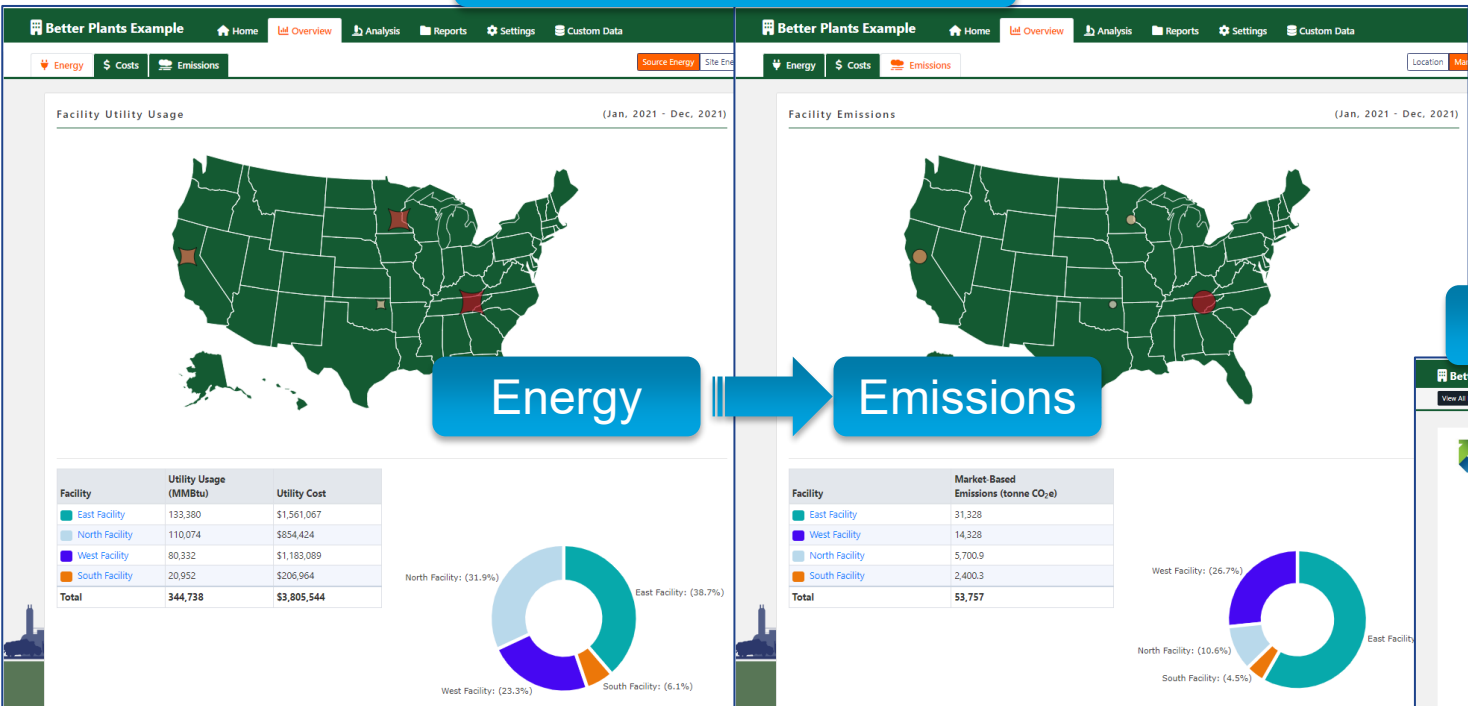 Better Plants Example Home Overview Analysis Reports Settings Custom Data
Energy $ Costs Emissions Source Energy Site Ene
Facility Utility Usage (Jan, 2021 - Dec, 2021)
Energy
Facility Utility Usage (MMBtu) Utility Cost
East Facility 133,380 $1,561,067
North Facility 110,074 $854,424
West Facility 80,332 $1,183,089
South Facility 20,952 $206,964
Total 344,738 $3,805,544
North Facility: (31.9%)
East Facility: (38.7%)
West Facility: (23.3%)
South Facility: (6.1%)
Better Plants Example Home Overview Analysis Reports Settings Custom Data
Energy $ Costs Emissions Location Mar
Facility Emissions (Jan, 2021 - Dec, 2021)
Emissions
Facility Market-Based Emissions (tonne CO₂e)
East Facility 31,328
West Facility 14,328
North Facility 5,700.9
South Facility 2,400.3
Total 53,757
West Facility: (26.7%)
East Facility
North Facility: (10.6%)
South Facility: (4.5%)
Bet
View All